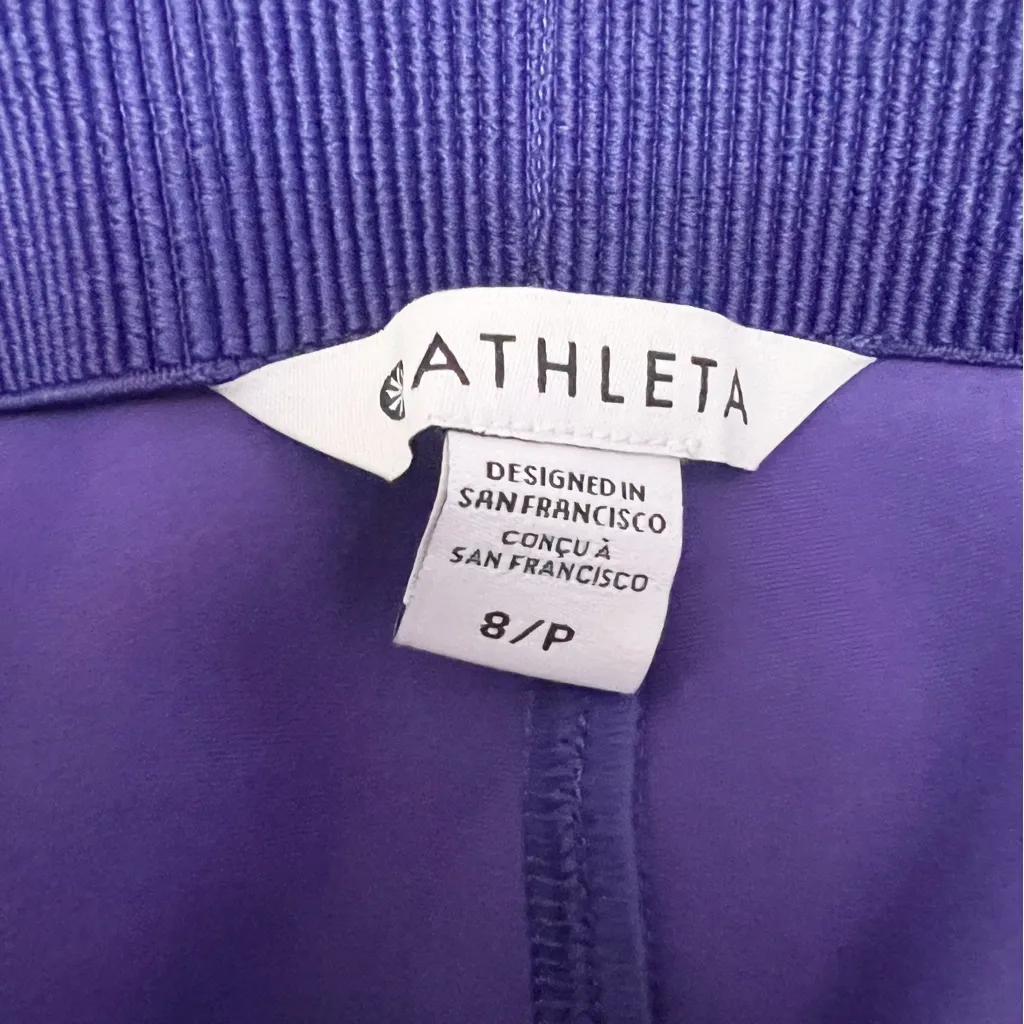 ATHLETA
DESIGNED IN
SAN FRANCISCO
CONÇU À
SAN FRANCISCO
8/P